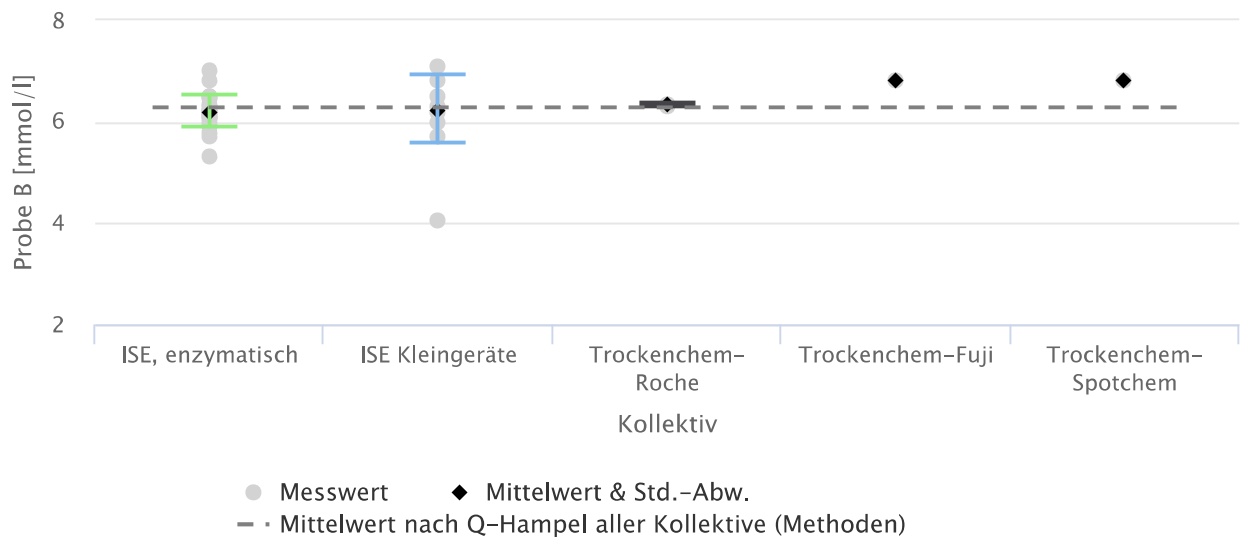 8
6
4
2
Probe B [mmol/l]
ISE, enzymatisch
ISE Kleingeräte
Trockenchem-
Roche
Trockenchem-Fuji
Trockenchem-
Spotchem
Kollektiv
Messwert
Mittelwert & Std.-Abw.
Mittelwert nach Q-Hampel aller Kollektive (Methoden)